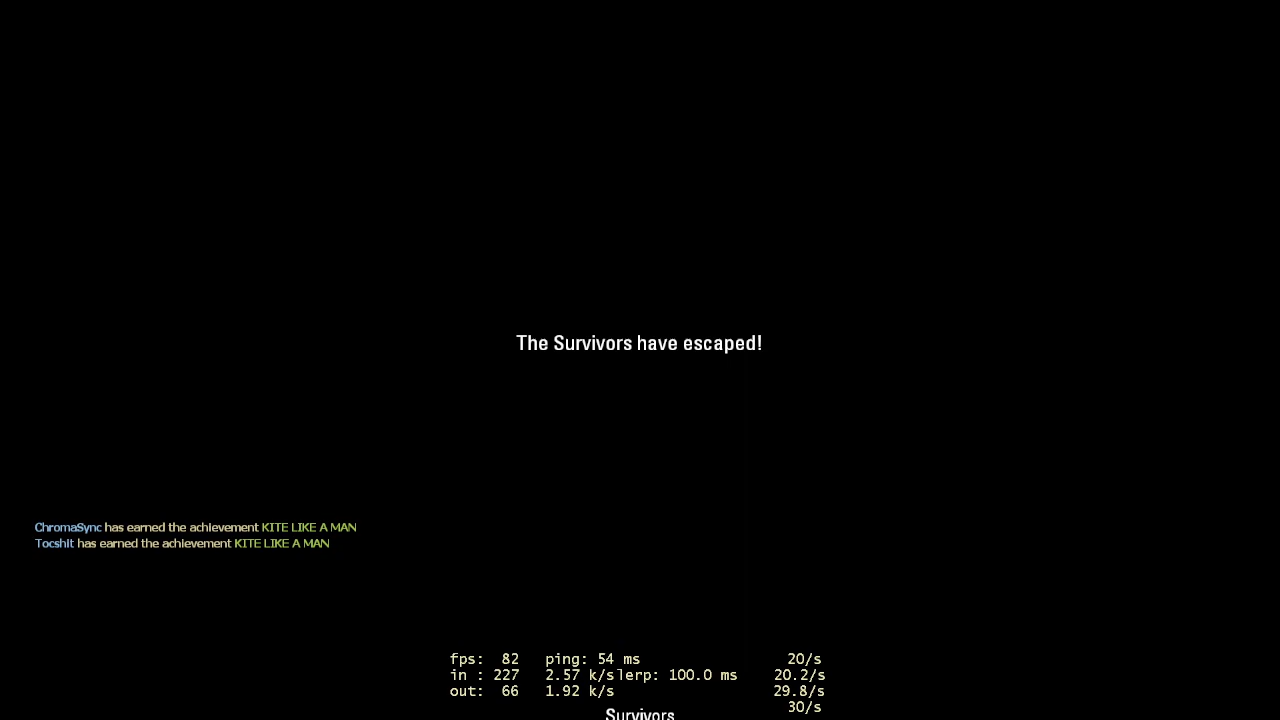 The Survivors have escaped!
ChromaSync has earned the achievement KITE LIKE A MAN
Tocshit has earned the achievement KITE LIKE A MAN
fps: 82 ping: 54 ms 20/s
in : 227 2.57 k/s lerp: 100.0 ms 20.2/s
out: 66 1.92 k/s 29.8/s
30/s
Survivors